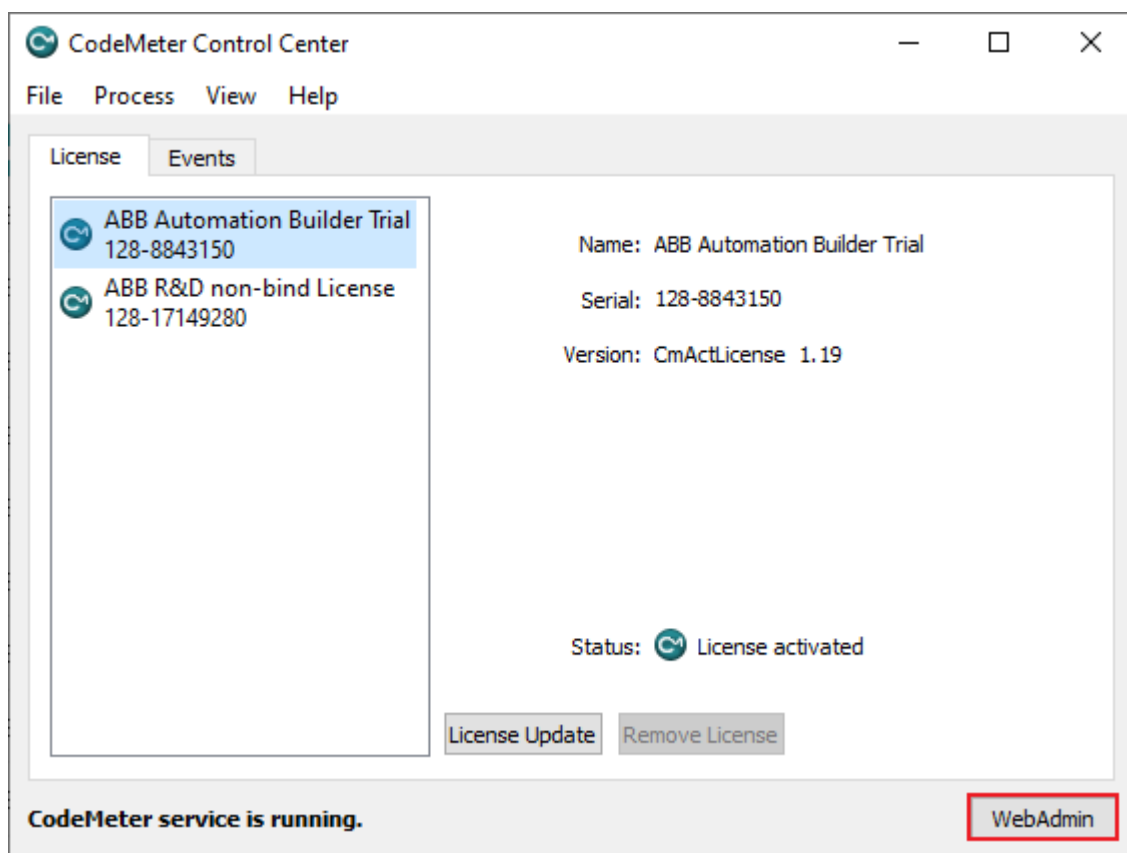 CodeMeter Control Center
File Process View Help
License Events
ABB Automation Builder Trial
128-8843150
ABB R&D non-bind License
128-17149280
Name: ABB Automation Builder Trial
Serial: 128-8843150
Version: CmActLicense 1.19
Status: License activated
License Update Remove License
CodeMeter service is running.
WebAdmin